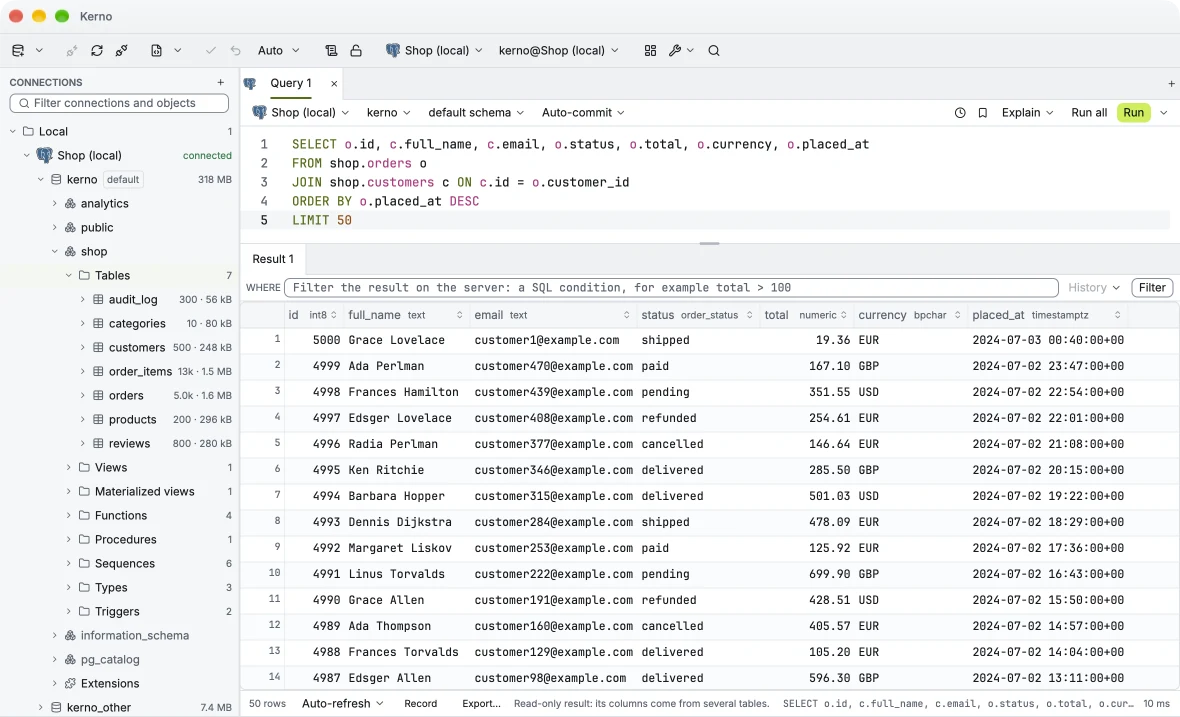 Kerno
Auto
Shop (local)
kerno@Shop (local)
CONNECTIONS
+
Filter connections and objects
Local 1
Shop (local) connected
kerno default 318 MB
analytics
public
shop
Tables 7
audit_log 300 · 56 kB
categories 10 · 80 kB
customers 500 · 248 kB
order_items 13k · 1.5 MB
orders 5.0k · 1.6 MB
products 200 · 296 kB
reviews 800 · 280 kB
Views 1
Materialized views 1
Functions 4
Procedures 1
Sequences 6
Types 3
Triggers 2
information_schema
pg_catalog
Extensions
kerno_other 7.4 MB
Query 1 ×
+
Shop (local) kerno default schema Auto-commit Explain Run all Run
1 SELECT o.id, c.full_name, c.email, o.status, o.total, o.currency, o.placed_at
2 FROM shop.orders o
3 JOIN shop.customers c ON c.id = o.customer_id
4 ORDER BY o.placed_at DESC
5 LIMIT 50
Result 1
WHERE Filter the result on the server: a SQL condition, for example total > 100 History Filter
id int8 full_name text email text status order_status total numeric currency bpchar placed_at timestamptz
1 5000 Grace Lovelace customer1@example.com shipped 19.36 EUR 2024-07-03 00:40:00+00
2 4999 Ada Perlman customer470@example.com paid 167.10 GBP 2024-07-02 23:47:00+00
3 4998 Frances Hamilton customer439@example.com pending 351.55 USD 2024-07-02 22:54:00+00
4 4997 Edsger Lovelace customer408@example.com refunded 254.61 EUR 2024-07-02 22:01:00+00
5 4996 Radia Perlman customer377@example.com cancelled 146.64 EUR 2024-07-02 21:08:00+00
6 4995 Ken Ritchie customer346@example.com delivered 285.50 GBP 2024-07-02 20:15:00+00
7 4994 Barbara Hopper customer315@example.com delivered 501.03 USD 2024-07-02 19:22:00+00
8 4993 Dennis Dijkstra customer284@example.com shipped 478.09 EUR 2024-07-02 18:29:00+00
9 4992 Margaret Liskov customer253@example.com paid 125.92 EUR 2024-07-02 17:36:00+00
10 4991 Linus Torvalds customer222@example.com pending 699.90 GBP 2024-07-02 16:43:00+00
11 4990 Grace Allen customer191@example.com refunded 428.51 USD 2024-07-02 15:50:00+00
12 4989 Ada Thompson customer160@example.com cancelled 405.57 EUR 2024-07-02 14:57:00+00
13 4988 Frances Torvalds customer129@example.com delivered 105.20 EUR 2024-07-02 14:04:00+00
14 4987 Edsger Allen customer98@example.com delivered 596.30 GBP 2024-07-02 13:11:00+00
50 rows Auto-refresh Record Export... Read-only result: its columns come from several tables. SELECT o.id, c.full_name, c.email, o.status, o.total, o.cur… 10 ms